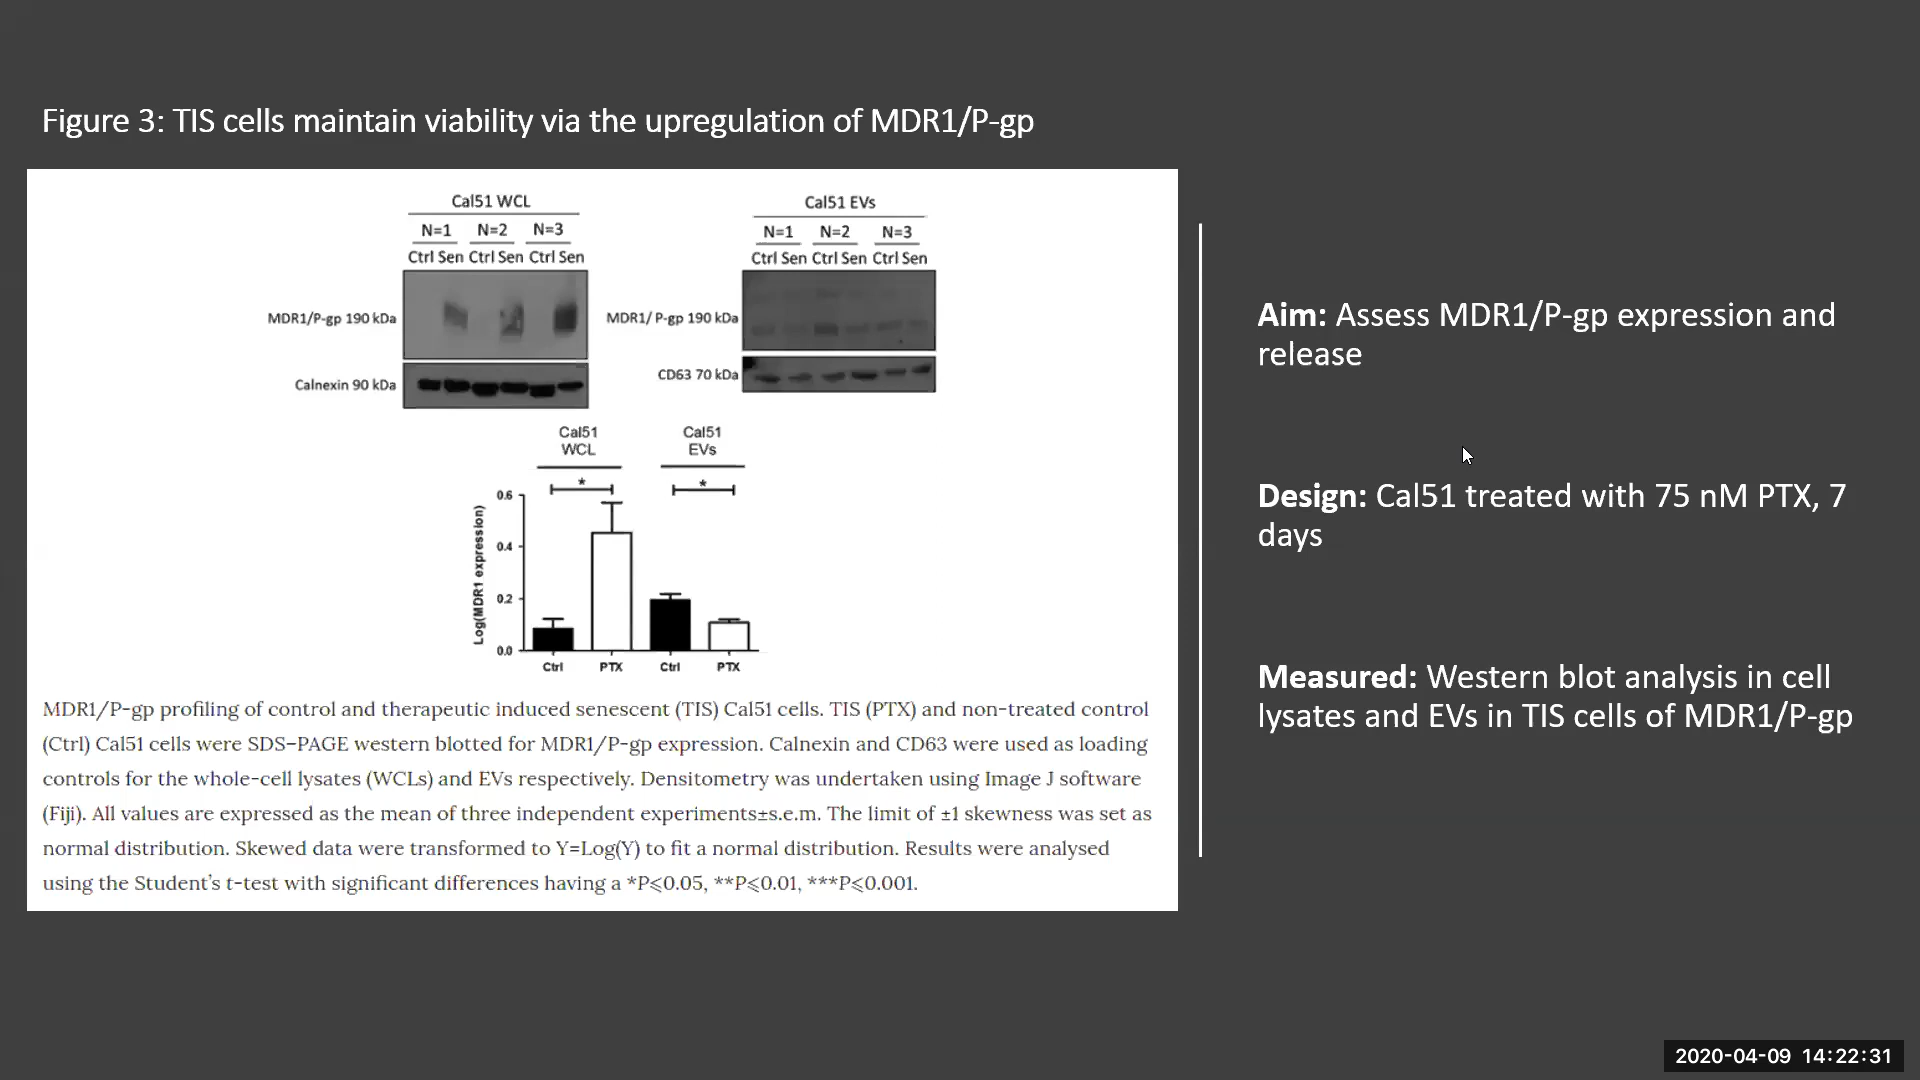 Figure 3: TIS cells maintain viability via the upregulation of MDR1/P-gp
Cal51 WCL
N=1 N=2 N=3
Ctrl Sen Ctrl Sen Ctrl Sen
MDR1/P-gp 190 kDa
Calnexin 90 kDa
Cal51 EVs
N=1 N=2 N=3
Ctrl Sen Ctrl Sen Ctrl Sen
MDR1/ P-gp 190 kDa
CD63 70 kDa
Cal51
WCL
Cal51
EVs
*
*
Log(MDR1 expression)
0.6
0.4
0.2
0.0
Ctrl PTX Ctrl PTX
MDR1/P-gp profiling of control and therapeutic induced senescent (TIS) Cal51 cells. TIS (PTX) and non-treated control
(Ctrl) Cal51 cells were SDS–PAGE western blotted for MDR1/P-gp expression. Calnexin and CD63 were used as loading
controls for the whole-cell lysates (WCLs) and EVs respectively. Densitometry was undertaken using Image J software
(Fiji). All values are expressed as the mean of three independent experiments±s.e.m. The limit of ±1 skewness was set as
normal distribution. Skewed data were transformed to Y=Log(Y) to fit a normal distribution. Results were analysed
using the Student’s t-test with significant differences having a *P⩽0.05, **P⩽0.01, ***P⩽0.001.
Aim: Assess MDR1/P-gp expression and
release
Design: Cal51 treated with 75 nM PTX, 7
days
Measured: Western blot analysis in cell
lysates and EVs in TIS cells of MDR1/P-gp
2020-04-09 14:22:31